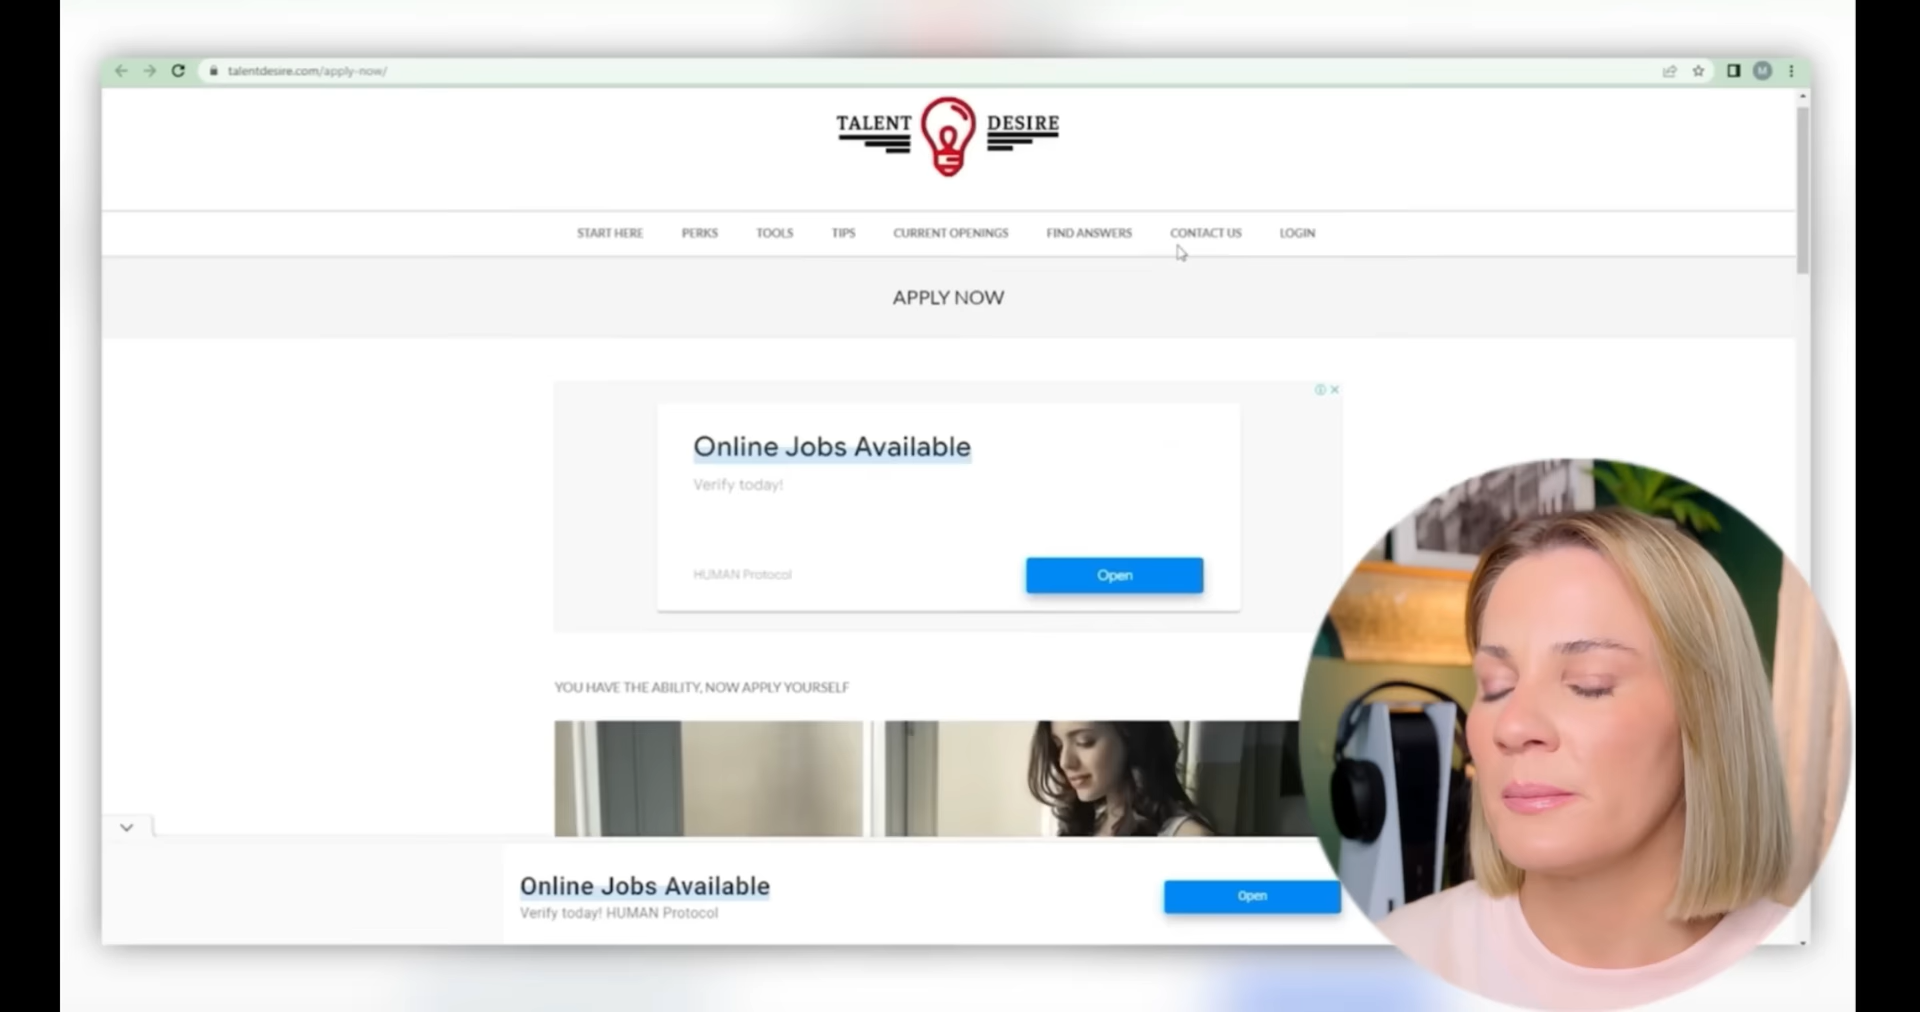 talentdesire.com/apply-now/
M
TALENT DESIRE
START HERE PERKS TOOLS TIPS CURRENT OPENINGS FIND ANSWERS CONTACT US LOGIN
APPLY NOW
Online Jobs Available
Verify today!
HUMAN Protocol
Open
YOU HAVE THE ABILITY, NOW APPLY YOURSELF
Online Jobs Available
Verify today! HUMAN Protocol
Open